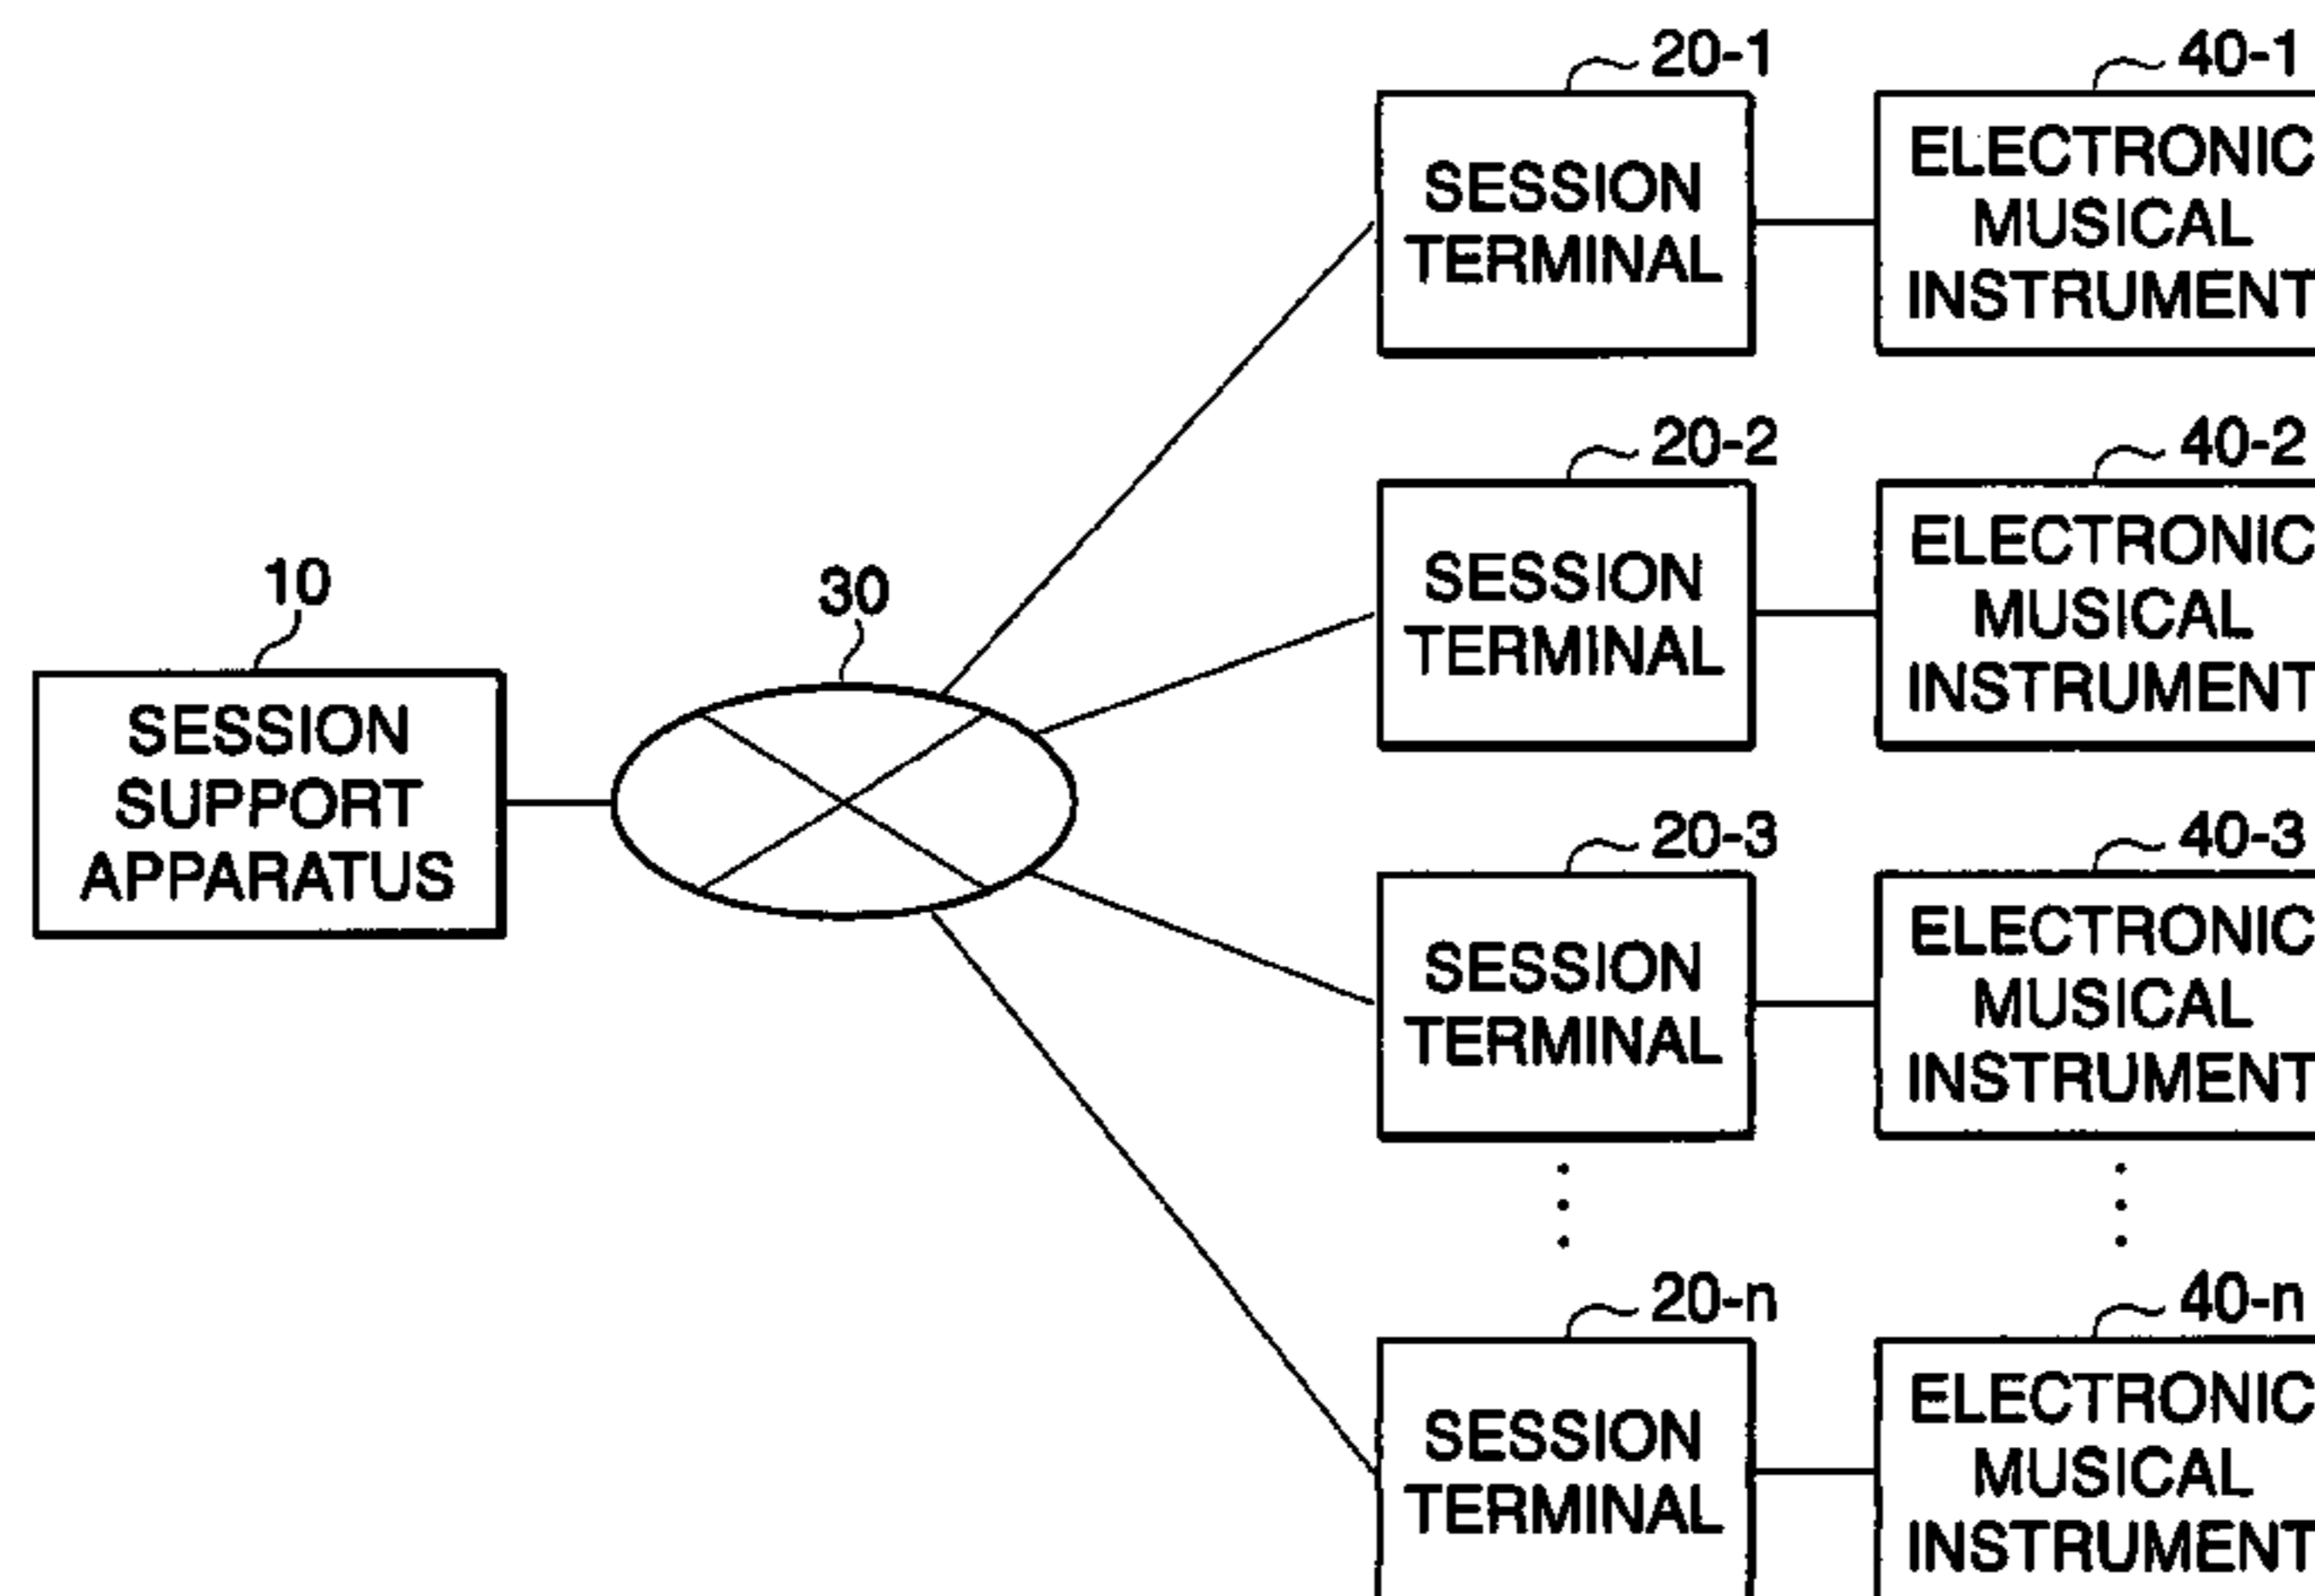 20-1
40-1
SESSION
TERMINAL
ELECTRONIC
MUSICAL
INSTRUMENT
20-2
40-2
SESSION
TERMINAL
ELECTRONIC
MUSICAL
INSTRUMENT
10
SESSION
SUPPORT
APPARATUS
30
20-3
40-3
SESSION
TERMINAL
ELECTRONIC
MUSICAL
INSTRUMENT
20-n
40-n
SESSION
TERMINAL
ELECTRONIC
MUSICAL
INSTRUMENT